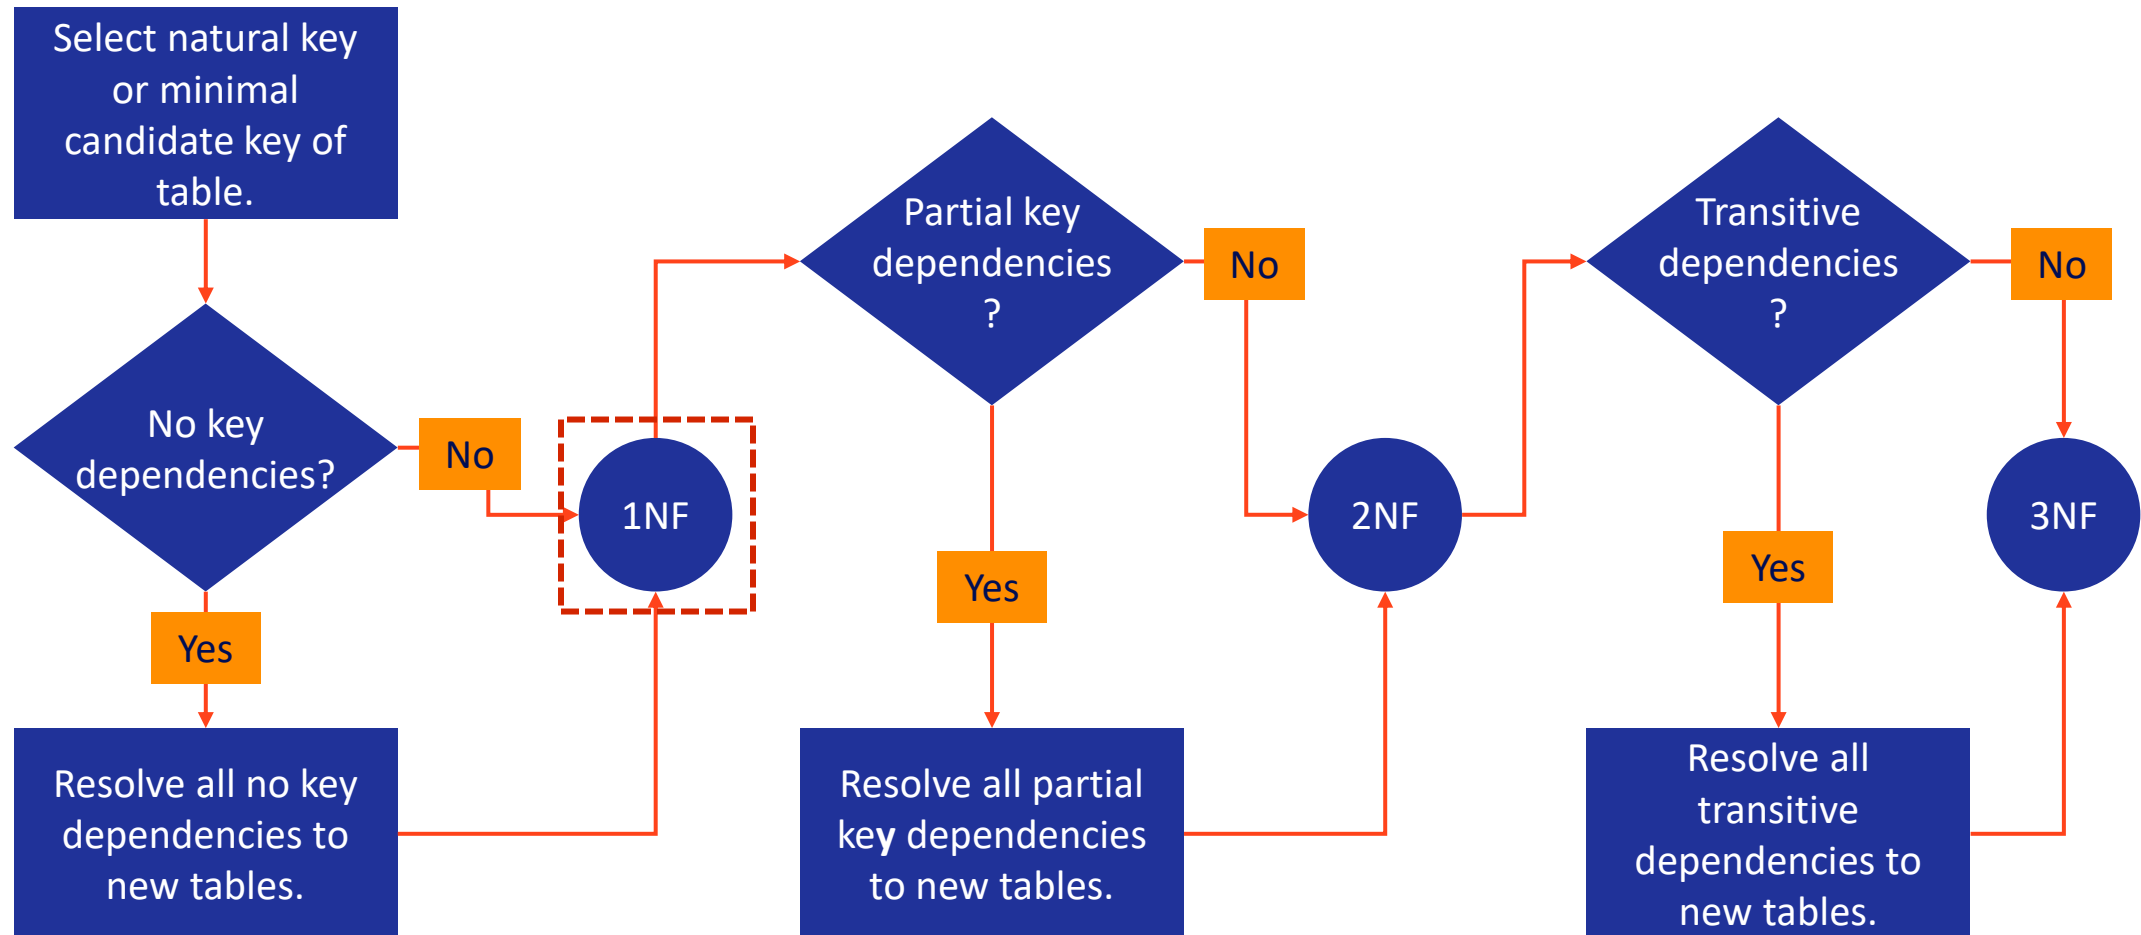 Select natural key
or minimal
candidate key of
table.
No key
dependencies?
No
Yes
Resolve all no key
dependencies to
new tables.
1NF
Partial key
dependencies
?
No
Yes
Resolve all partial
key dependencies
to new tables.
2NF
Transitive
dependencies
?
No
Yes
Resolve all
transitive
dependencies to
new tables.
3NF